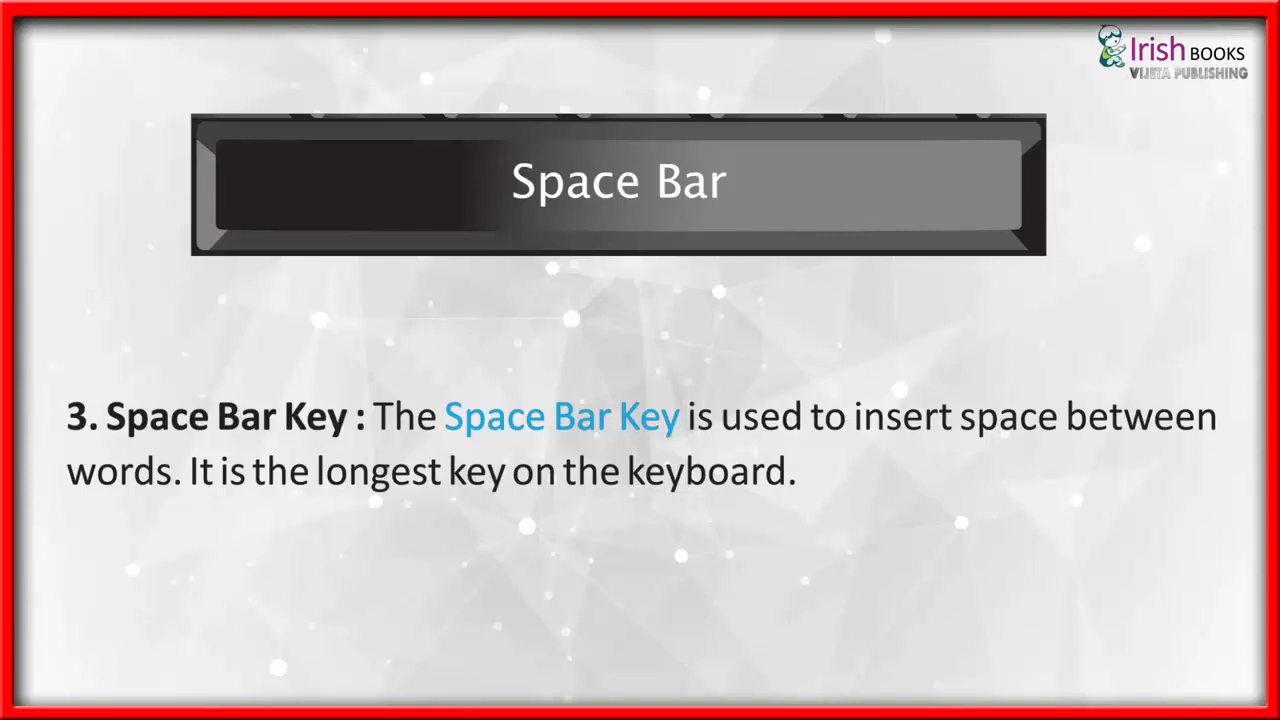 Irish BOOKS
VIJETA PUBLISHING
Space Bar
3. Space Bar Key : The Space Bar Key is used to insert space between
words. It is the longest key on the keyboard.